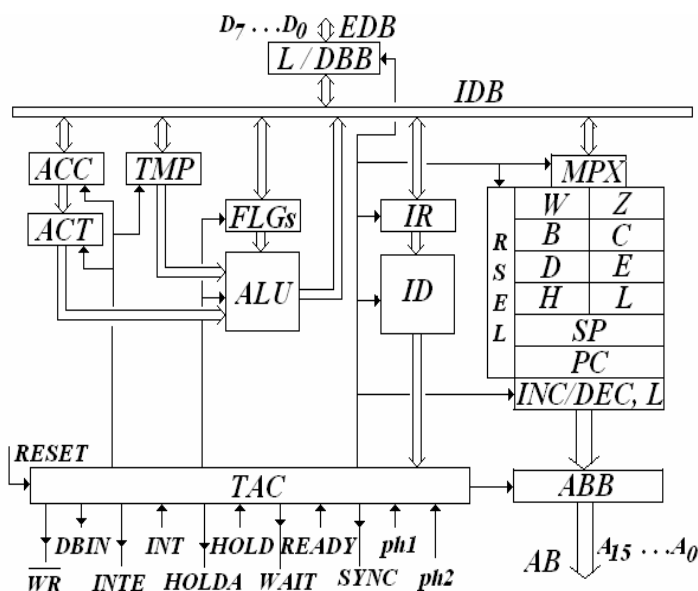 D7 . . . D0 EDB
L / DBB
IDB
ACC
TMP
MPX
ACT
FLGs
IR
W Z
R S E L
B C
ALU
ID
D E
H L
SP
PC
INC/DEC, L
RESET
TAC
ABB
DBIN INT HOLD READY ph1
WR INTE HOLDA WAIT SYNC ph2
AB A15 . . . A0